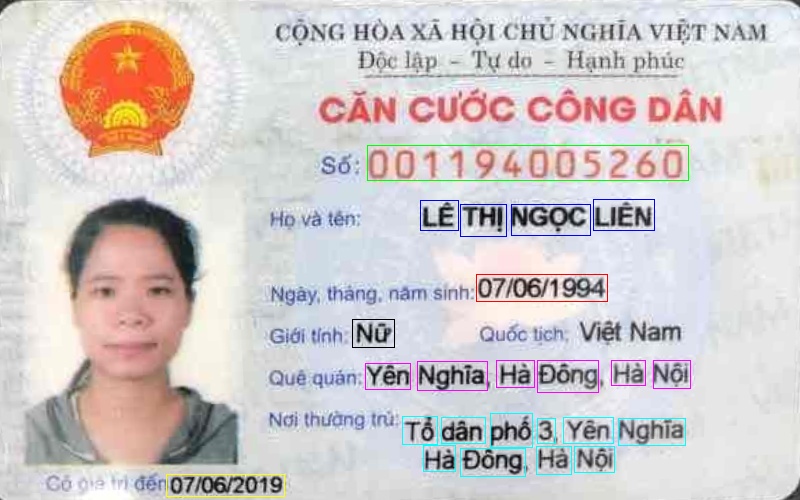 CỘNG HÒA XÃ HỘI CHỦ NGHĨA VIỆT NAM
Độc lập - Tự do - Hạnh phúc
CĂN CƯỚC CÔNG DÂN
Số: 001194005260
Họ và tên: LÊ THỊ NGỌC LIÊN
Ngày, tháng, năm sinh: 07/06/1994
Giới tính: Nữ Quốc tịch: Việt Nam
Quê quán: Yên Nghĩa, Hà Đông, Hà Nội
Nơi thường trú: Tổ dân phố 3, Yên Nghĩa
Hà Đông, Hà Nội
Có giá trị đến 07/06/2019